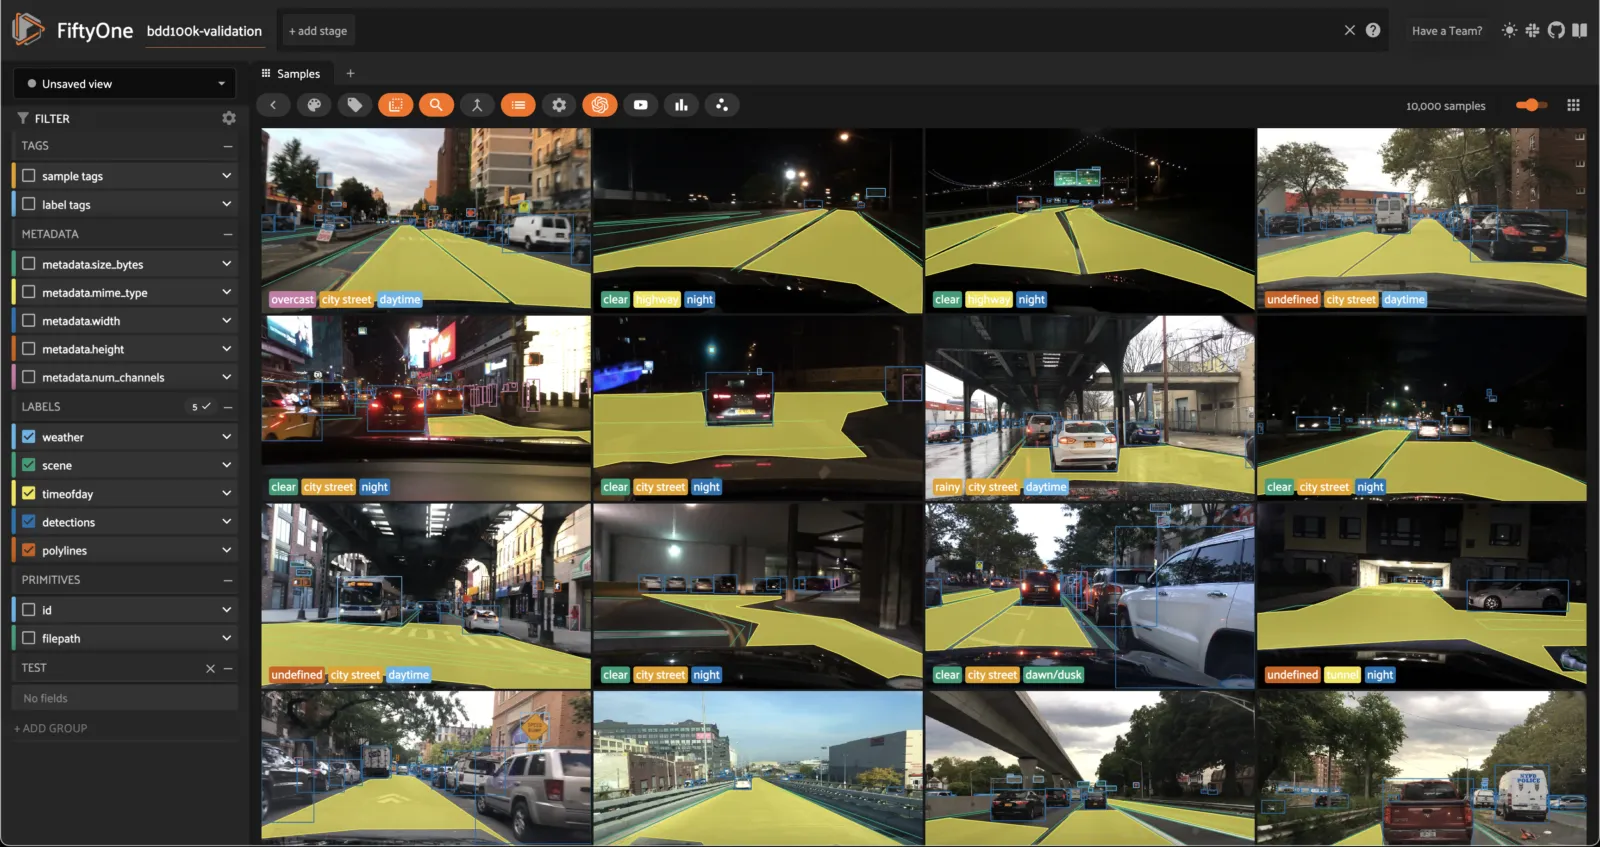 FiftyOne
bdd100k-validation
+ add stage
Have a Team?
Unsaved view
Samples
+
FILTER
10,000 samples
TAGS
sample tags
label tags
METADATA
metadata.size_bytes
metadata.mime_type
metadata.width
metadata.height
metadata.num_channels
LABELS
5
weather
scene
timeofday
detections
polylines
PRIMITIVES
id
filepath
TEST
No fields
+ ADD GROUP
overcast city street daytime
clear highway night
clear highway night
undefined city street daytime
clear city street night
clear city street night
rainy city street daytime
clear city street night
undefined city street daytime
clear city street night
clear city street dawn/dusk
undefined tunnel night
NYPD
POLICE